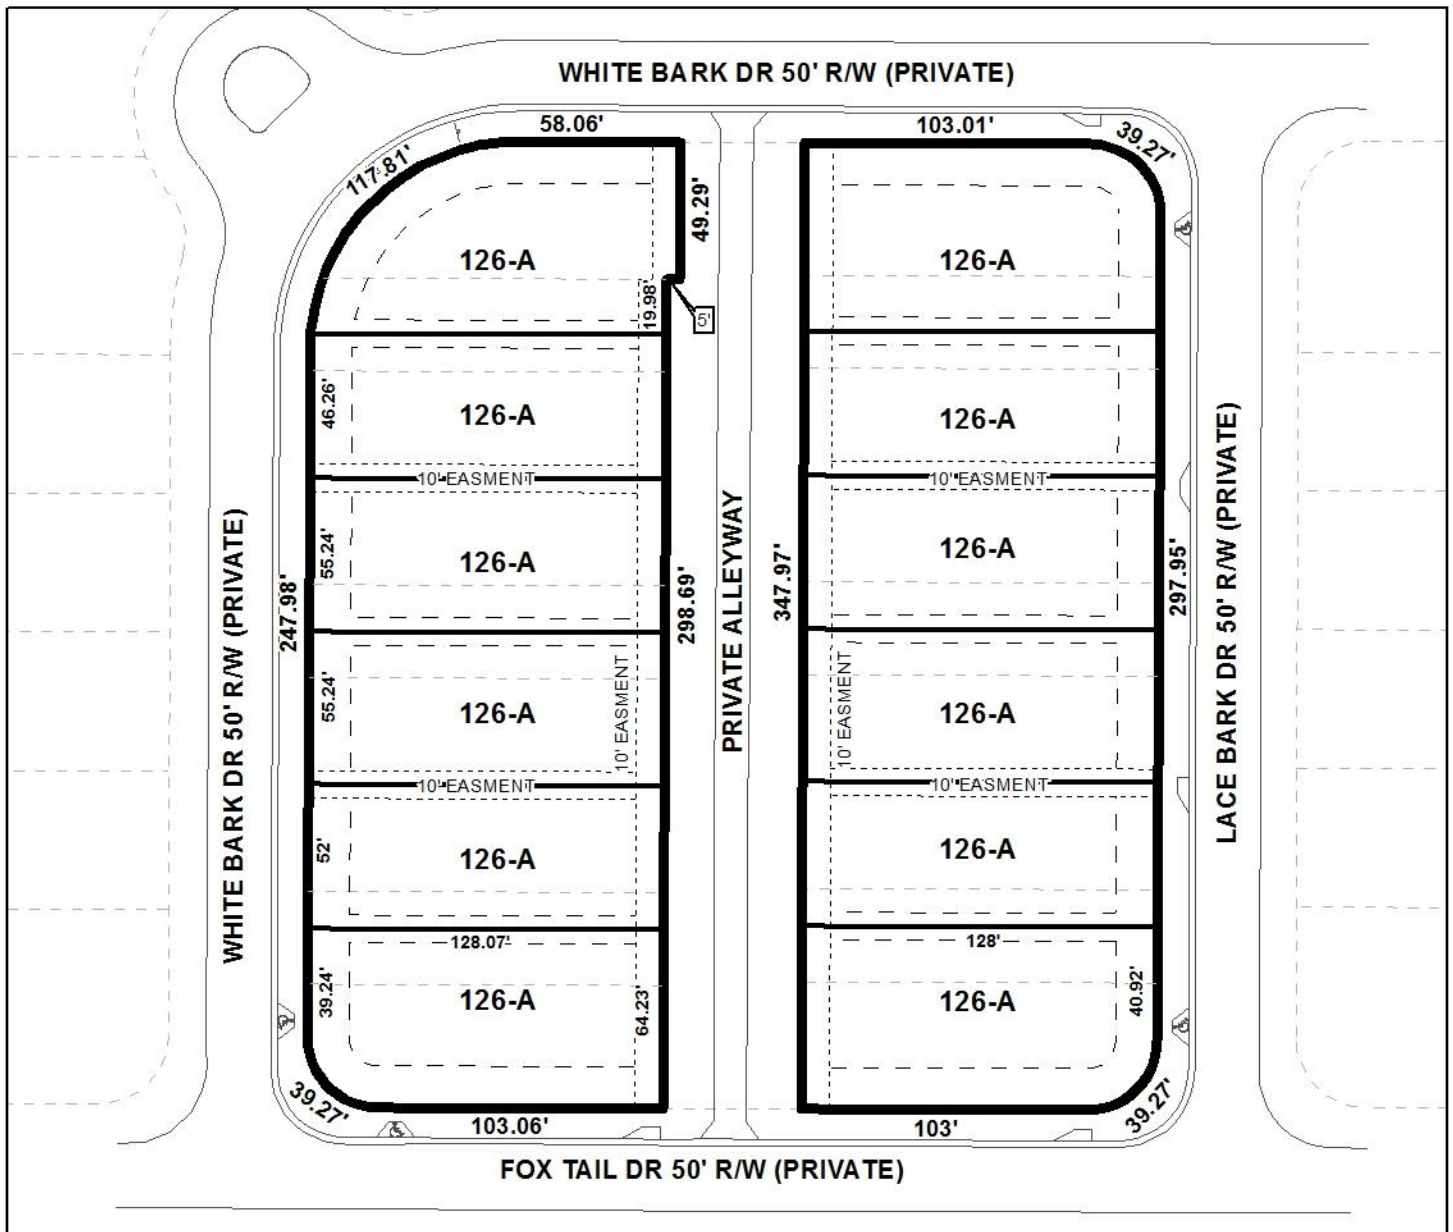 WHITE BARK DR 50' R/W (PRIVATE)
58.06'
103.01'
39.27'
117.81'
49.29'
126-A
126-A
19.98'
5'
46.26'
126-A
126-A
10' EASMENT
10' EASMENT
55.24'
126-A
126-A
247.98'
298.69'
347.97'
297.95'
WHITE BARK DR 50' R/W (PRIVATE)
PRIVATE ALLEYWAY
LACE BARK DR 50' R/W (PRIVATE)
55.24'
126-A
10' EASMENT
10' EASMENT
126-A
10' EASMENT
10' EASMENT
52'
126-A
126-A
128.07'
128'
39.24'
126-A
64.23'
126-A
40.92'
39.27'
103.06'
103'
39.27'
FOX TAIL DR 50' R/W (PRIVATE)